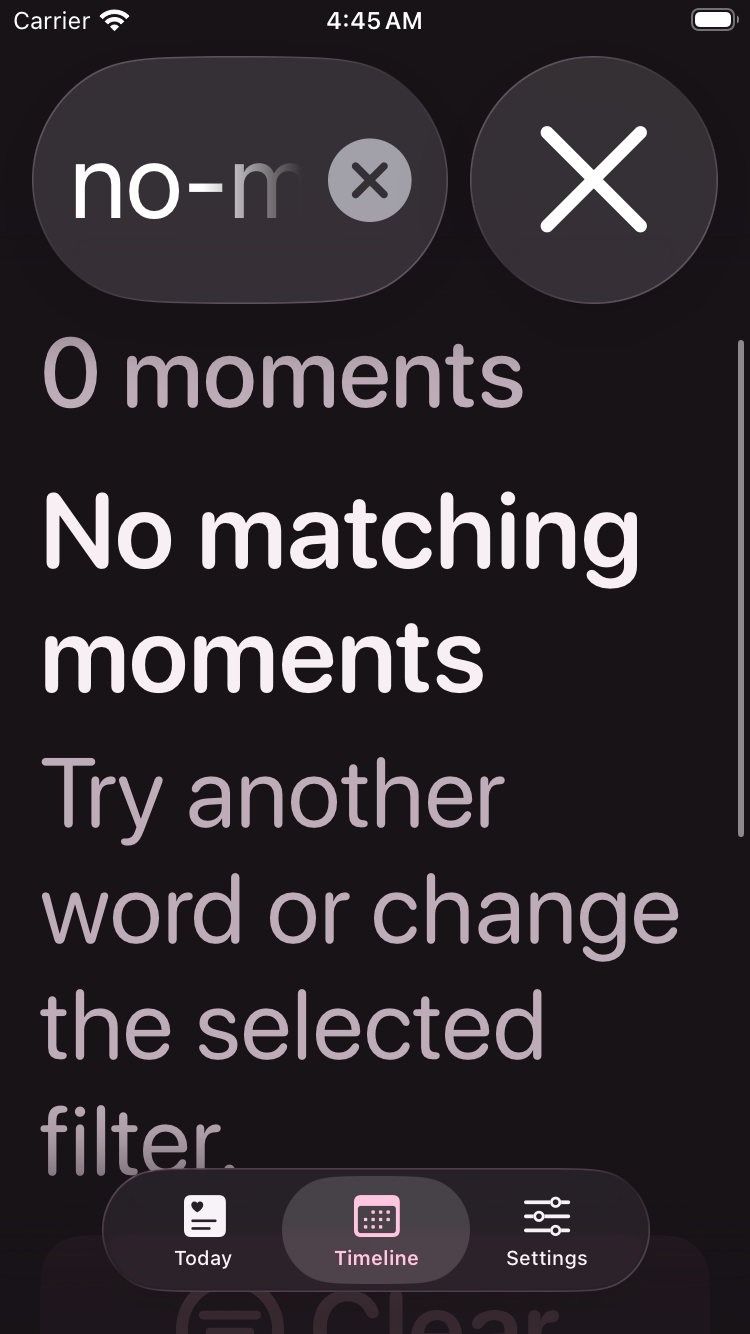 Carrier 4:45 AM
no-m
0 moments
No matching
moments
Try another
word or change
the selected
filter.
Clear
Today Timeline Settings